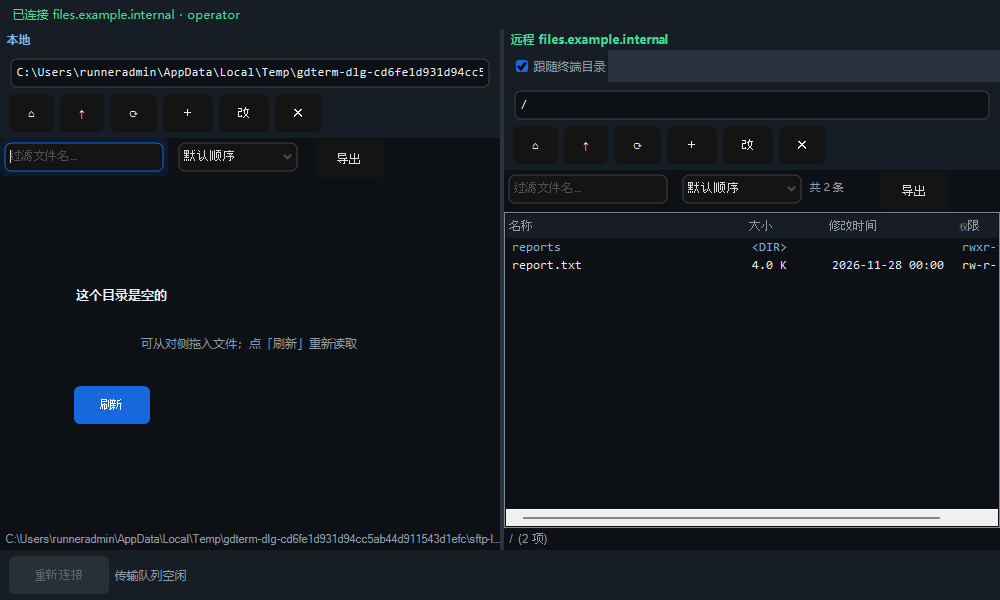 已连接 files.example.internal · operator
本地
C:\Users\runneradmin\AppData\Local\Temp\gdterm-dlg-cd6fe1d931d94cc5
改
过滤文件名…
默认顺序
导出
这个目录是空的
可从对侧拖入文件；点「刷新」重新读取
刷新
C:\Users\runneradmin\AppData\Local\Temp\gdterm-dlg-cd6fe1d931d94cc5ab44d911543d1efc\sftp-l…
远程 files.example.internal
跟随终端目录
/
改
过滤文件名…
默认顺序
共 2 条
导出
名称 大小 修改时间 权限
reports <DIR> rwxr-
report.txt 4.0 K 2026-11-28 00:00 rw-r-
/ (2 项)
重新连接 传输队列空闲